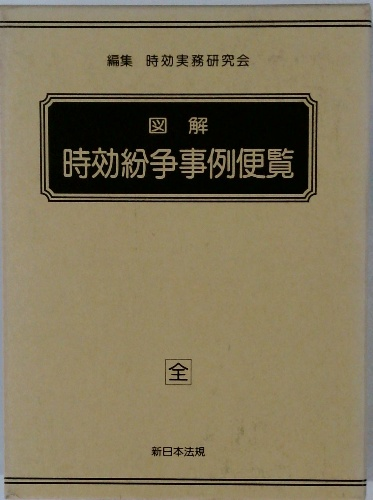 編集 時効実務研究会
図解
時効紛争事例便覧
全
新日本法規